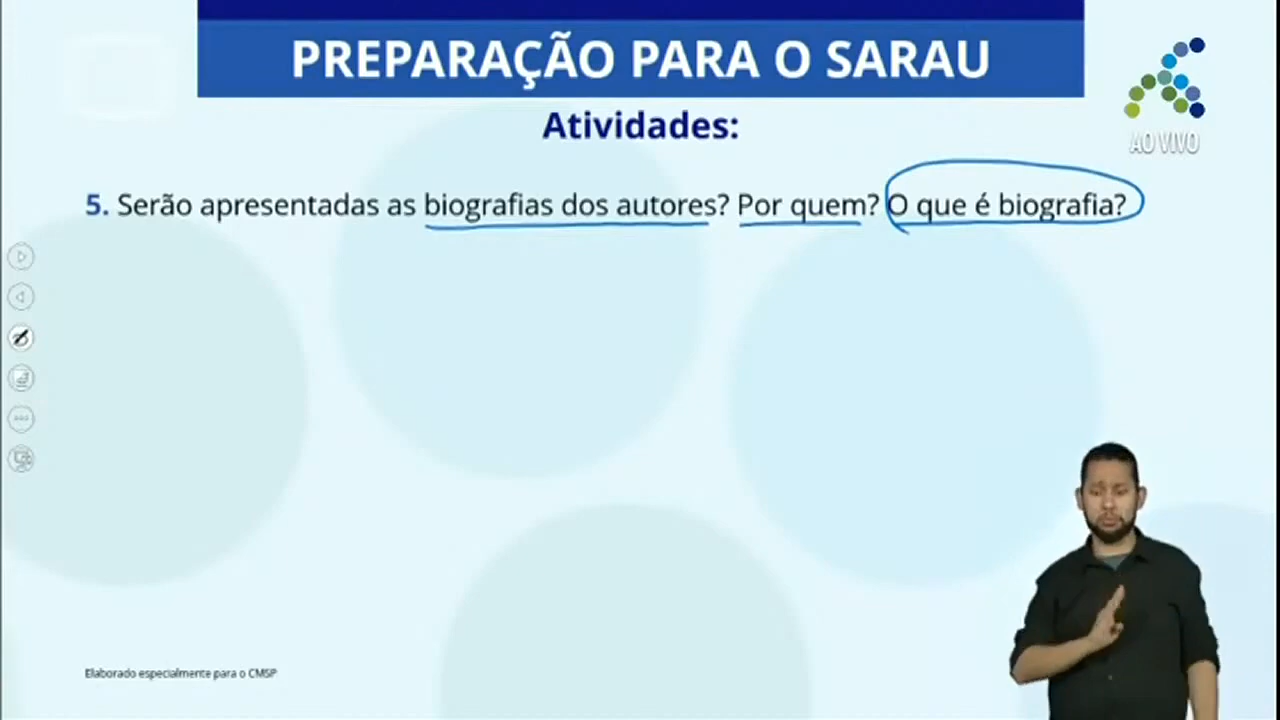 PREPARAÇÃO PARA O SARAU
AO VIVO
Atividades:
5. Serão apresentadas as biografias dos autores? Por quem? O que é biografia?
Elaborado especialmente para o CMSP